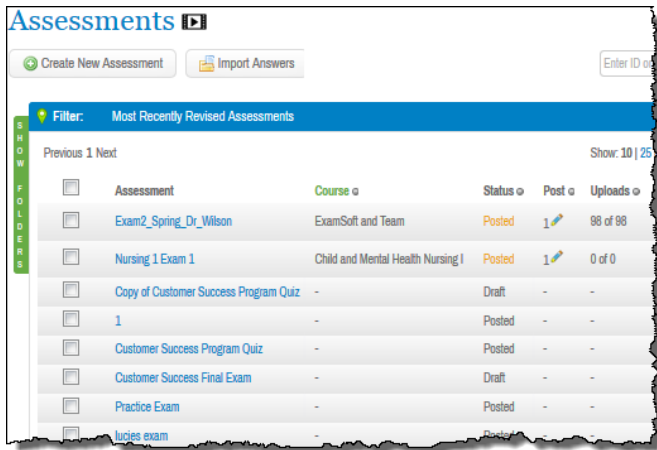 Assessments
Create New Assessment Import Answers Enter ID
Filter: Most Recently Revised Assessments
SHOW FOLDERS
Previous 1 Next Show: 10 | 25
Assessment Course Status Post Uploads
Exam2_Spring_Dr_Wilson ExamSoft and Team Posted 1 98 of 98
Nursing 1 Exam 1 Child and Mental Health Nursing I Posted 1 0 of 0
Copy of Customer Success Program Quiz - Draft - -
1 - Posted - -
Customer Success Program Quiz - Posted - -
Customer Success Final Exam - Draft - -
Practice Exam - Posted - -
lucies exam - Posted - -